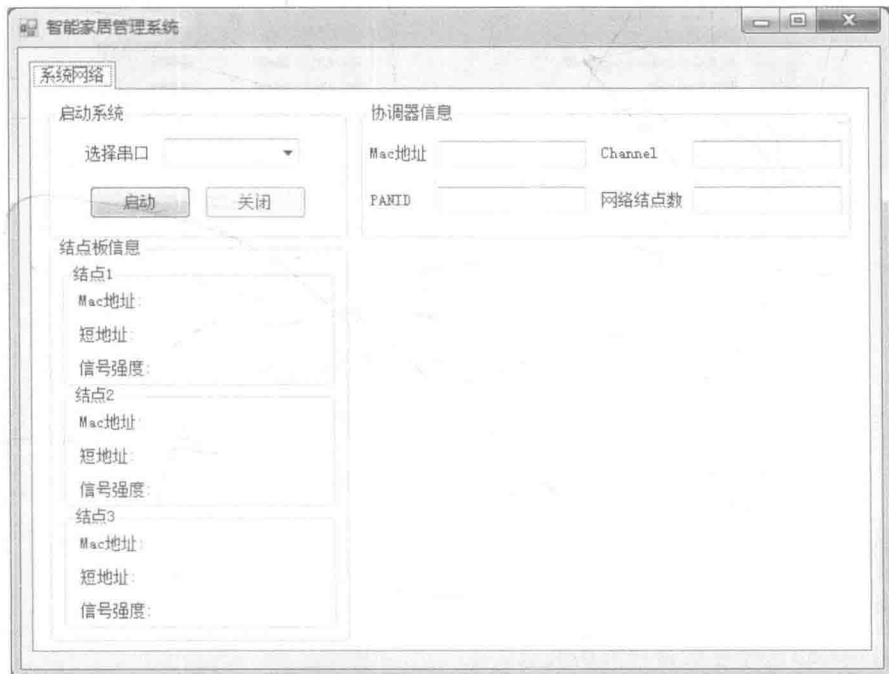 智能家居管理系统
系统网络
启动系统
选择串口
启动
关闭
协调器信息
Mac地址
Channel
PANID
网络结点数
结点板信息
结点1
Mac地址:
短地址:
信号强度:
结点2
Mac地址:
短地址:
信号强度:
结点3
Mac地址:
短地址:
信号强度: